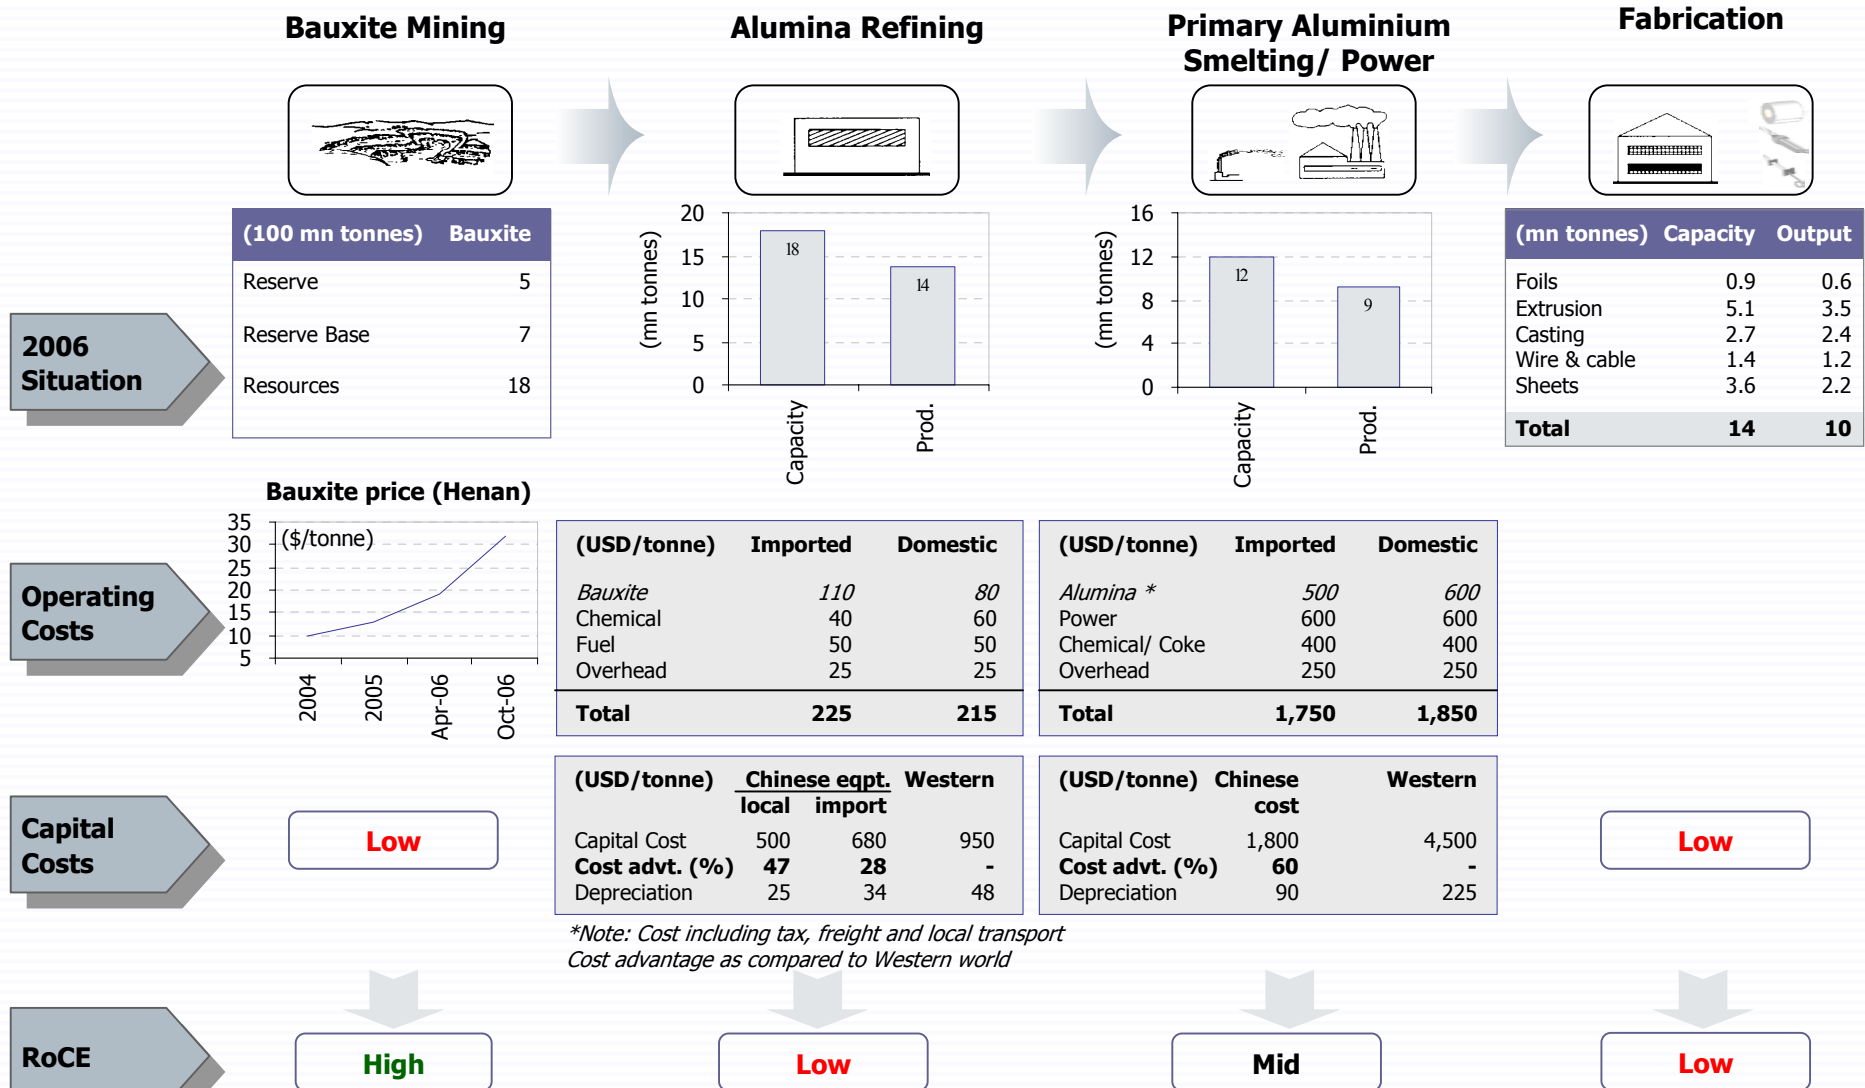 Bauxite Mining
Alumina Refining
Primary Aluminium
Smelting/ Power
Fabrication
2006
Situation
(100 mn tonnes) Bauxite
Reserve 5
Reserve Base 7
Resources 18
(mn tonnes)
20
15
10
5
0
18
14
Capacity
Prod.
(mn tonnes)
16
12
8
4
0
12
9
Capacity
Prod.
(mn tonnes) Capacity Output
Foils 0.9 0.6
Extrusion 5.1 3.5
Casting 2.7 2.4
Wire & cable 1.4 1.2
Sheets 3.6 2.2
Total 14 10
Operating
Costs
Bauxite price (Henan)
($/tonne)
35
30
25
20
15
10
5
2004
2005
Apr-06
Oct-06
(USD/tonne) Imported Domestic
Bauxite 110 80
Chemical 40 60
Fuel 50 50
Overhead 25 25
Total 225 215
(USD/tonne) Imported Domestic
Alumina * 500 600
Power 600 600
Chemical/ Coke 400 400
Overhead 250 250
Total 1,750 1,850
Capital
Costs
Low
(USD/tonne) Chinese eqpt. Western
local import
Capital Cost 500 680 950
Cost advt. (%) 47 28 -
Depreciation 25 34 48
(USD/tonne) Chinese Western
cost
Capital Cost 1,800 4,500
Cost advt. (%) 60 -
Depreciation 90 225
Low
*Note: Cost including tax, freight and local transport
Cost advantage as compared to Western world
RoCE
High
Low
Mid
Low